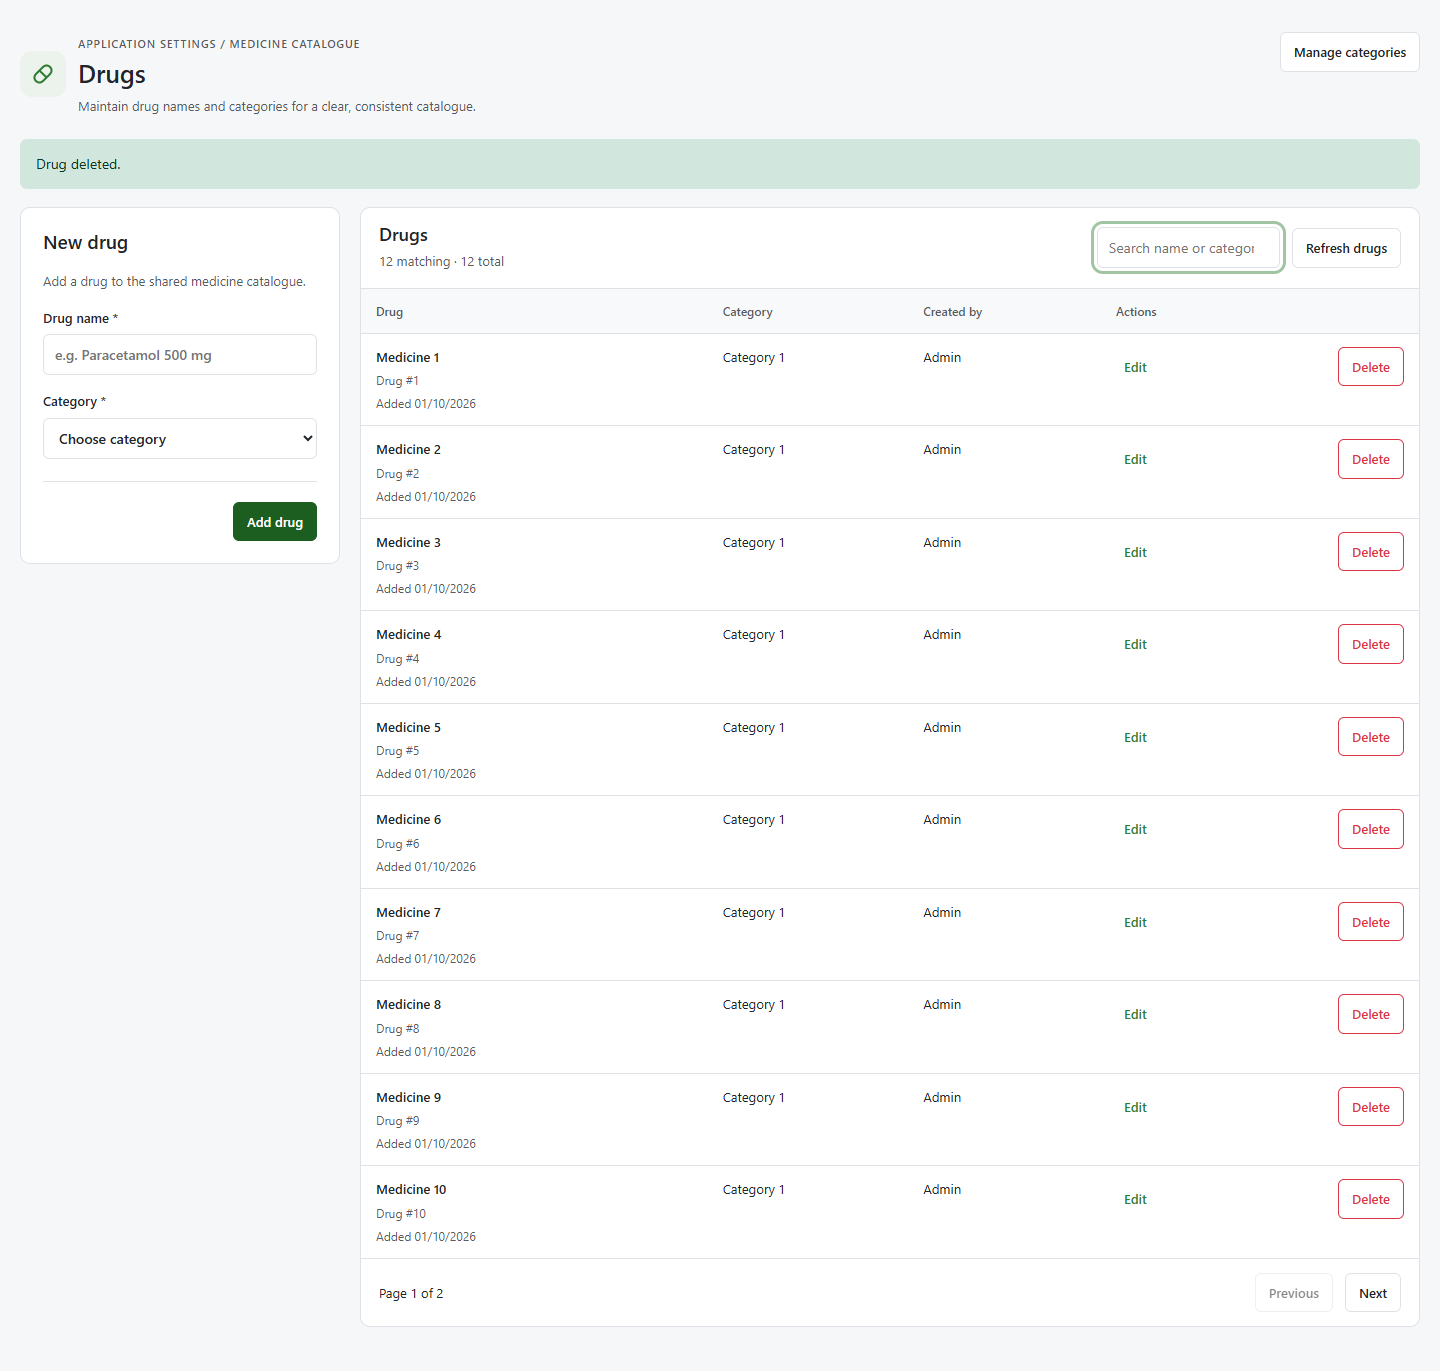 APPLICATION SETTINGS / MEDICINE CATALOGUE
Drugs
Maintain drug names and categories for a clear, consistent catalogue.
Manage categories
Drug deleted.
New drug
Add a drug to the shared medicine catalogue.
Drug name *
e.g. Paracetamol 500 mg
Category *
Choose category
Add drug
Drugs
12 matching · 12 total
Search name or categor
Refresh drugs
Drug Category Created by Actions
Medicine 1 Category 1 Admin Edit Delete
Drug #1
Added 01/10/2026
Medicine 2 Category 1 Admin Edit Delete
Drug #2
Added 01/10/2026
Medicine 3 Category 1 Admin Edit Delete
Drug #3
Added 01/10/2026
Medicine 4 Category 1 Admin Edit Delete
Drug #4
Added 01/10/2026
Medicine 5 Category 1 Admin Edit Delete
Drug #5
Added 01/10/2026
Medicine 6 Category 1 Admin Edit Delete
Drug #6
Added 01/10/2026
Medicine 7 Category 1 Admin Edit Delete
Drug #7
Added 01/10/2026
Medicine 8 Category 1 Admin Edit Delete
Drug #8
Added 01/10/2026
Medicine 9 Category 1 Admin Edit Delete
Drug #9
Added 01/10/2026
Medicine 10 Category 1 Admin Edit Delete
Drug #10
Added 01/10/2026
Page 1 of 2
Previous Next